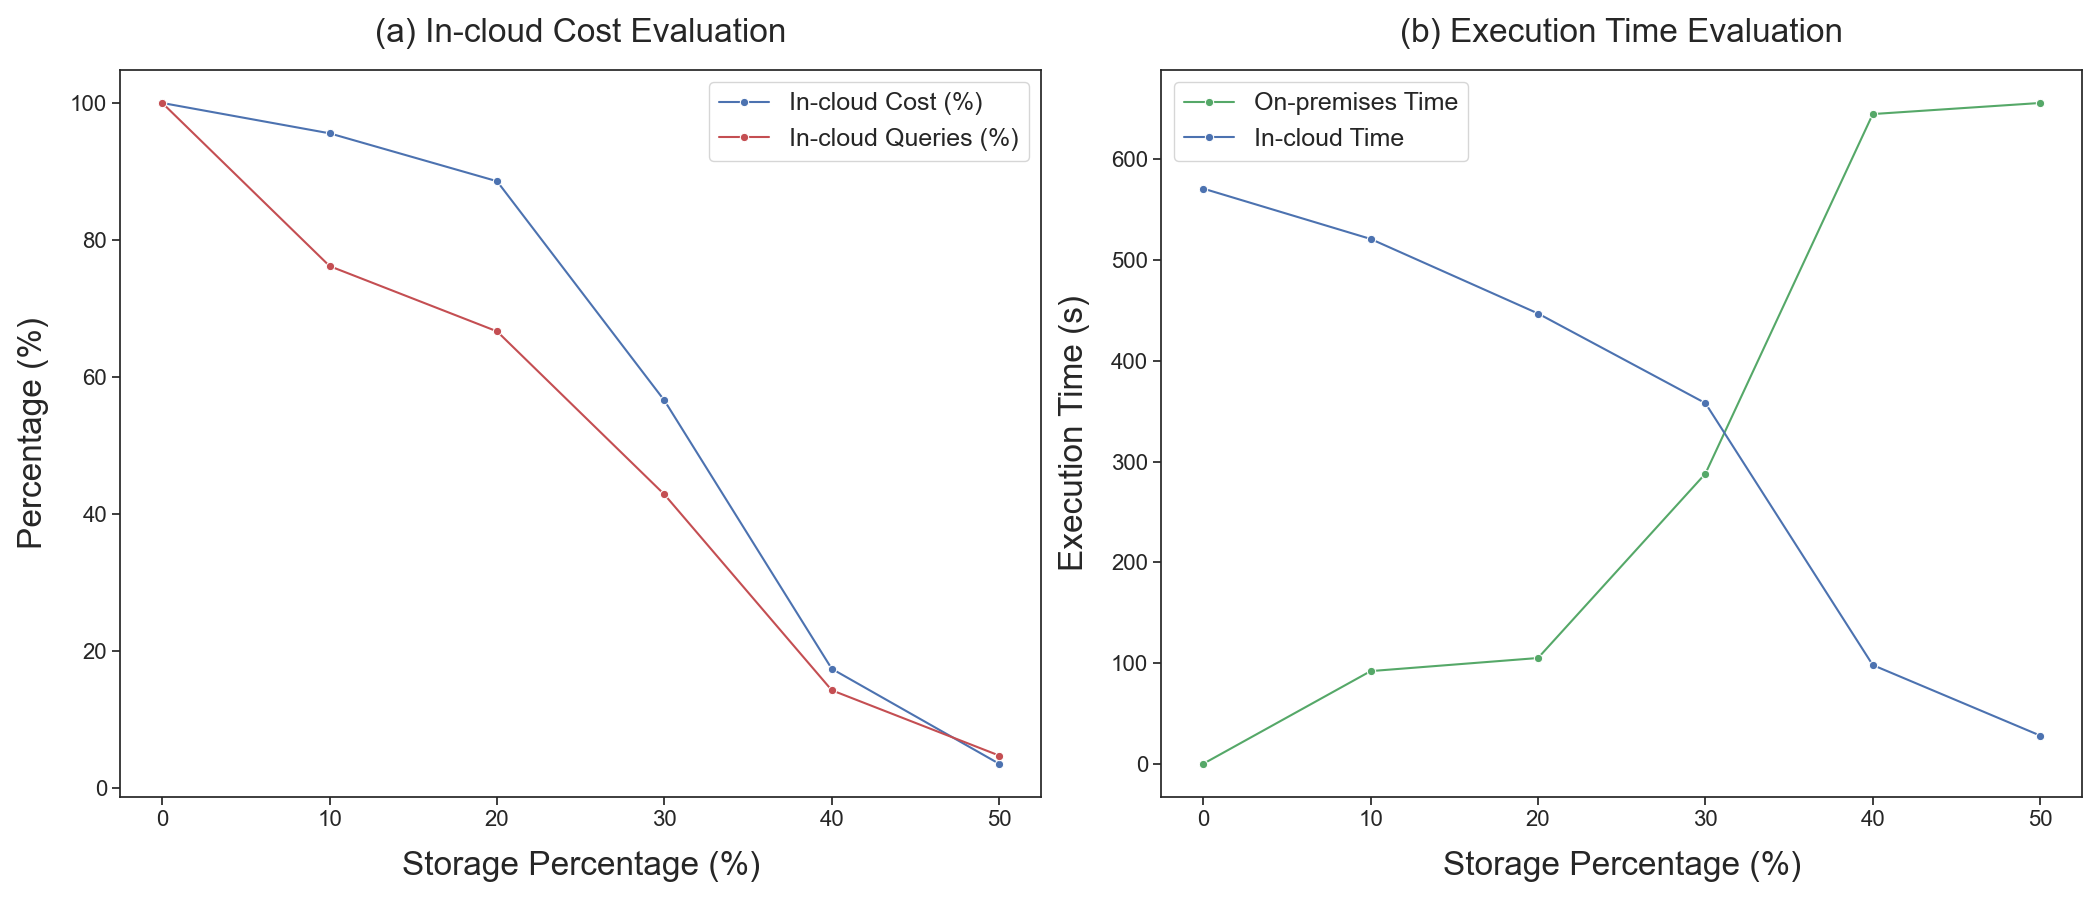 (a) In-cloud Cost Evaluation
100
80
60
40
20
0
Percentage (%)
In-cloud Cost (%)
In-cloud Queries (%)
0 10 20 30 40 50
Storage Percentage (%)
(b) Execution Time Evaluation
600
500
400
300
200
100
0
Execution Time (s)
On-premises Time
In-cloud Time
0 10 20 30 40 50
Storage Percentage (%)